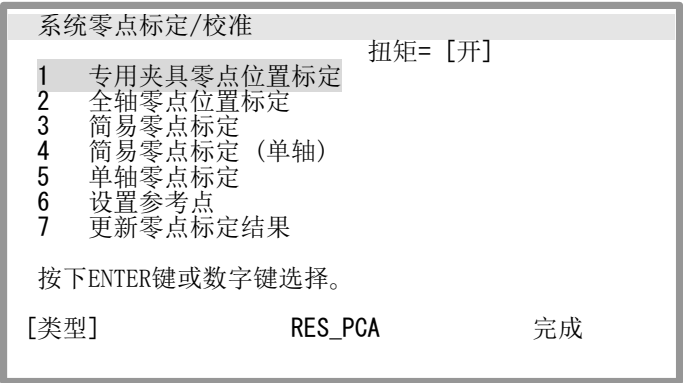 系统零点标定/校准
扭矩= [开]
1 专用夹具零点位置标定
2 全轴零点位置标定
3 简易零点标定
4 简易零点标定 (单轴)
5 单轴零点标定
6 设置参考点
7 更新零点标定结果
按下ENTER键或数字键选择。
[类型] RES_PCA 完成